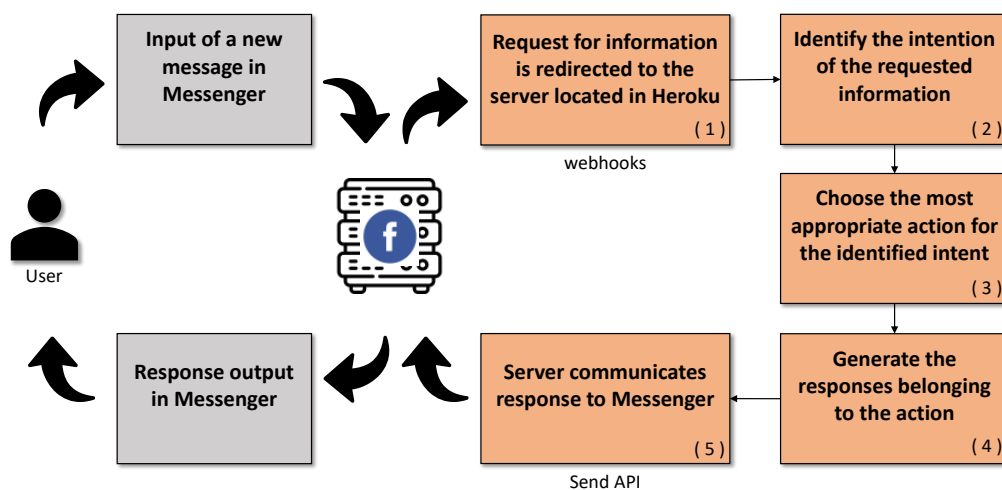 Input of a new
message in
Messenger
Request for information
is redirected to the
server located in Heroku
( 1 )
webhooks
Identify the intention
of the requested
information
( 2 )
Choose the most
appropriate action for
the identified intent
( 3 )
f
User
Response output
in Messenger
Server communicates
response to Messenger
( 5 )
Send API
Generate the
responses belonging
to the action
( 4 )